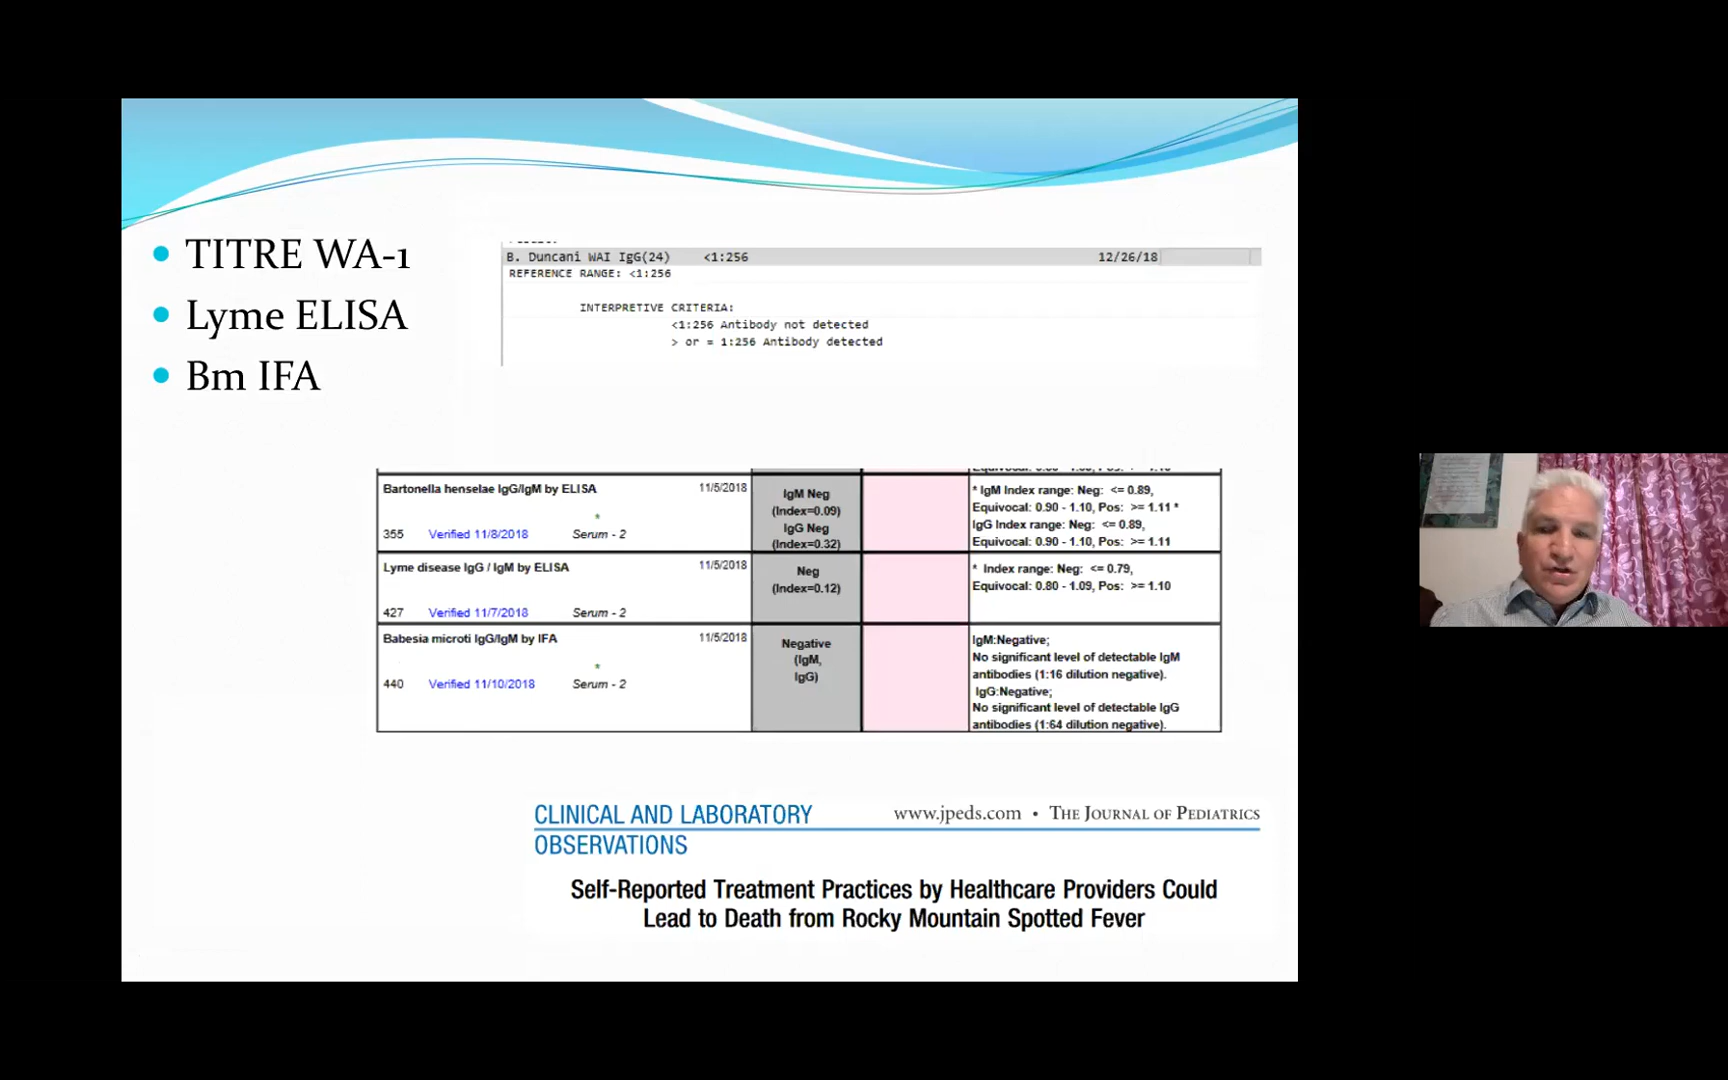 TITRE WA-1
Lyme ELISA
Bm IFA
B. Duncani WAI IgG(24) <1:256 12/26/18
REFERENCE RANGE: <1:256
INTERPRETIVE CRITERIA:
<1:256 Antibody not detected
> or = 1:256 Antibody detected
Bartonella henselae IgG/IgM by ELISA 11/5/2018
*
355 Verified 11/8/2018 Serum - 2
IgM Neg
(Index=0.09)
IgG Neg
(Index=0.32)
* IgM Index range: Neg: <= 0.89,
Equivocal: 0.90 - 1.10, Pos: >= 1.11 *
IgG Index range: Neg: <= 0.89,
Equivocal: 0.90 - 1.10, Pos: >= 1.11
Lyme disease IgG / IgM by ELISA 11/5/2018
427 Verified 11/7/2018 Serum - 2
Neg
(Index=0.12)
* Index range: Neg: <= 0.79,
Equivocal: 0.80 - 1.09, Pos: >= 1.10
Babesia microti IgG/IgM by IFA 11/5/2018
*
440 Verified 11/10/2018 Serum - 2
Negative
(IgM,
IgG)
IgM:Negative;
No significant level of detectable IgM
antibodies (1:16 dilution negative).
IgG:Negative;
No significant level of detectable IgG
antibodies (1:64 dilution negative).
CLINICAL AND LABORATORY
OBSERVATIONS
www.jpeds.com • THE JOURNAL OF PEDIATRICS
Self-Reported Treatment Practices by Healthcare Providers Could
Lead to Death from Rocky Mountain Spotted Fever